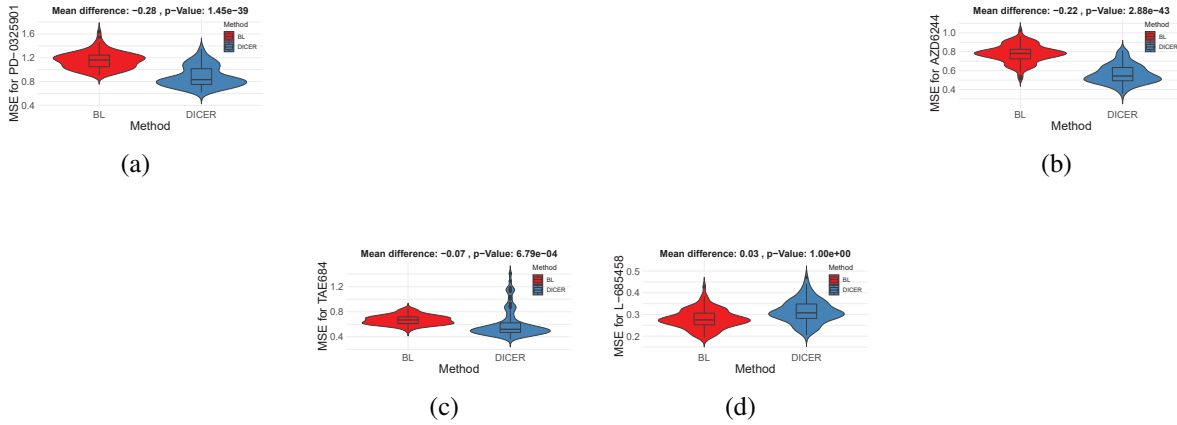 Mean difference: −0.28 , p−Value: 1.45e−39
MSE for PD−0325901
1.6
1.2
0.8
0.4
Method
BL
DICER
BL
DICER
Method
(a)
Mean difference: −0.22 , p−Value: 2.88e−43
MSE for AZD6244
1.0
0.8
0.6
0.4
Method
BL
DICER
BL
DICER
Method
(b)
Mean difference: −0.07 , p−Value: 6.79e−04
MSE for TAE684
1.2
0.8
0.4
Method
BL
DICER
BL
DICER
Method
(c)
Mean difference: 0.03 , p−Value: 1.00e+00
MSE for L−685458
0.5
0.4
0.3
0.2
Method
BL
DICER
BL
DICER
Method
(d)